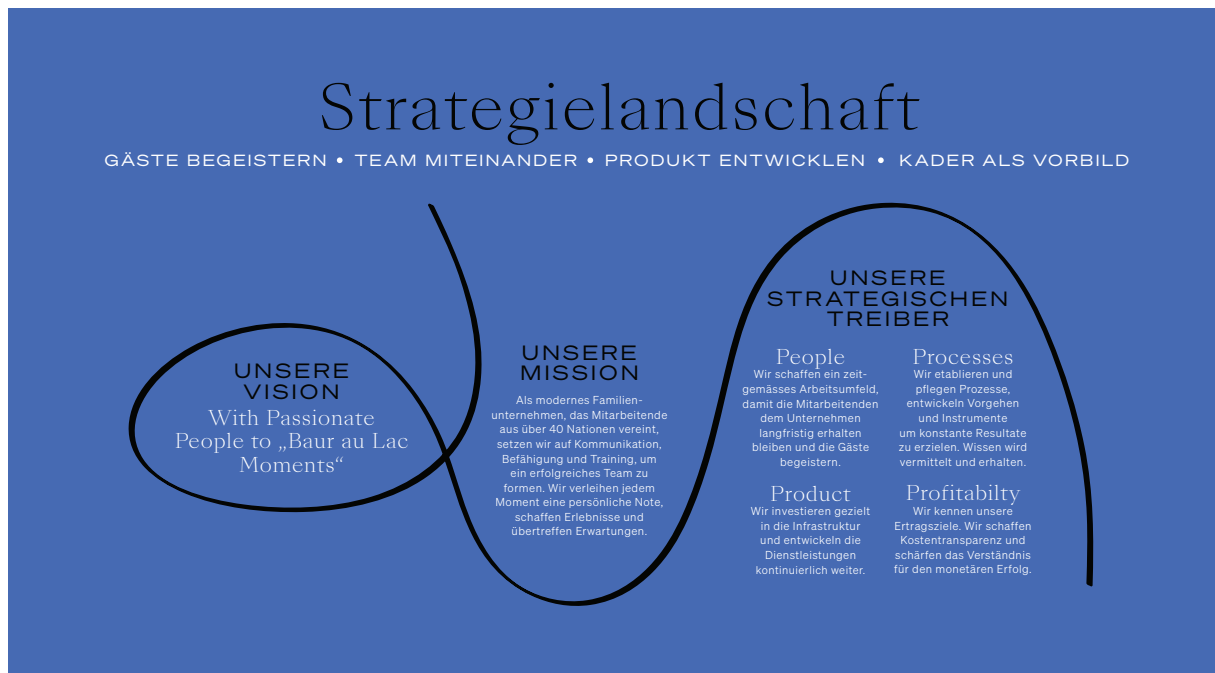 Strategielandschaft
GÄSTE BEGEISTERN • TEAM MITEINANDER • PRODUKT ENTWICKLEN • KADER ALS VORBILD
UNSERE
VISION
With Passionate
People to „Baur au Lac
Moments“
UNSERE
MISSION
Als modernes Familien-
unternehmen, das Mitarbeitende
aus über 40 Nationen vereint,
setzen wir auf Kommunikation,
Befähigung und Training, um
ein erfolgreiches Team zu
formen. Wir verleihen jedem
Moment eine persönliche Note,
schaffen Erlebnisse und
übertreffen Erwartungen.
UNSERE
STRATEGISCHEN
TREIBER
People
Wir schaffen ein zeit-
gemässes Arbeitsumfeld,
damit die Mitarbeitenden
dem Unternehmen
langfristig erhalten
bleiben und die Gäste
begeistern.
Processes
Wir etablieren und
pflegen Prozesse,
entwickeln Vorgehen
und Instrumente
um konstante Resultate
zu erzielen. Wissen wird
vermittelt und erhalten.
Product
Wir investieren gezielt
in die Infrastruktur
und entwickeln die
Dienstleistungen
kontinuierlich weiter.
Profitabilty
Wir kennen unsere
Ertragsziele. Wir schaffen
Kostentransparenz und
schärfen das Verständnis
für den monetären Erfolg.